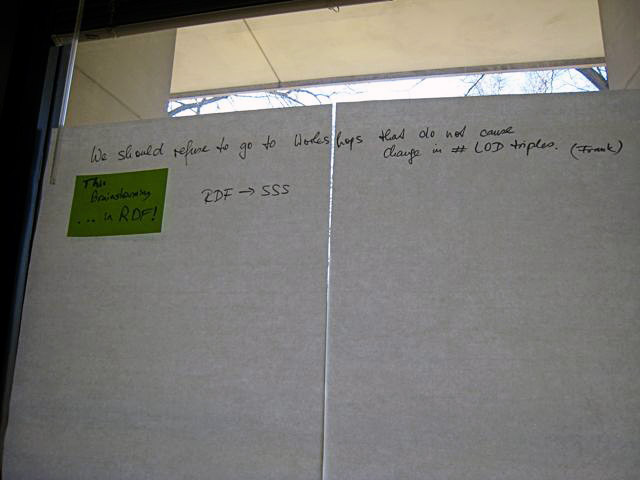 We should refuse to go to Workshops that do not cause
change in # LOD triples. (Frank)
This
Brainstorming
... in RDF!
RDF → SSS